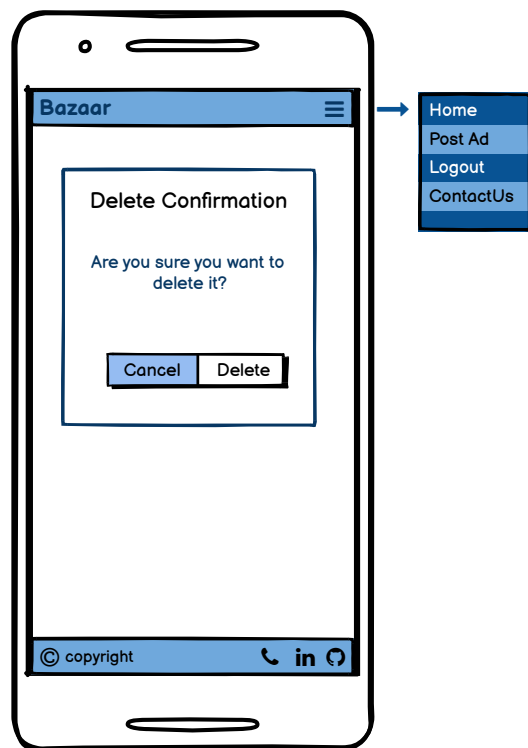 Bazaar
Home
Post Ad
Logout
ContactUs
Delete Confirmation
Are you sure you want to
delete it?
Cancel Delete
© copyright in